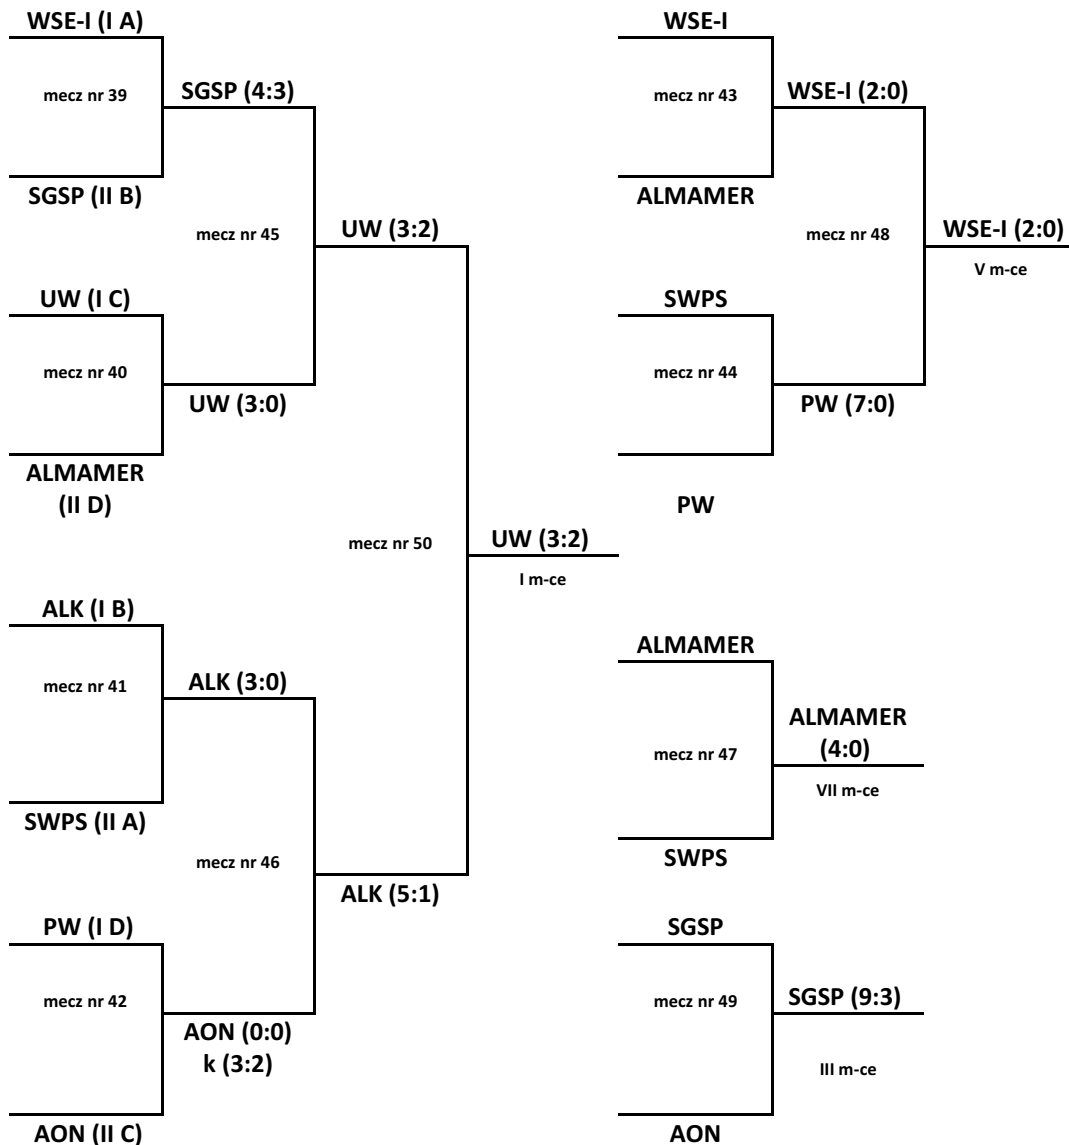 WSE-I (I A)
mecz nr 39
SGSP (4:3)
SGSP (II B)
mecz nr 45
UW (3:2)
UW (I C)
mecz nr 40
UW (3:0)
ALMAMER
(II D)
mecz nr 50
UW (3:2)
I m-ce
ALK (I B)
mecz nr 41
ALK (3:0)
SWPS (II A)
mecz nr 46
ALK (5:1)
PW (I D)
mecz nr 42
AON (0:0)
k (3:2)
AON (II C)
WSE-I
mecz nr 43
WSE-I (2:0)
ALMAMER
mecz nr 48
WSE-I (2:0)
V m-ce
SWPS
mecz nr 44
PW (7:0)
PW
ALMAMER
mecz nr 47
ALMAMER
(4:0)
VII m-ce
SWPS
SGSP
mecz nr 49
SGSP (9:3)
III m-ce
AON